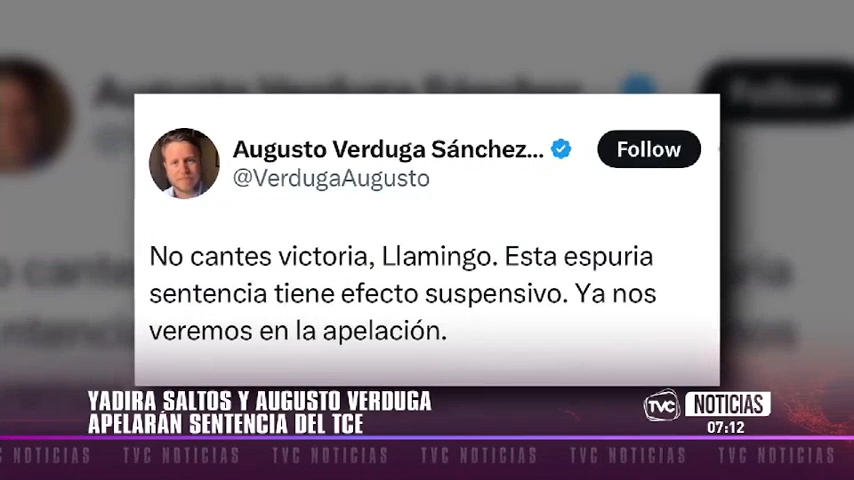 Augusto Verduga Sánchez...
Follow
@VerdugaAugusto
No cantes victoria, Llamingo. Esta espuria
sentencia tiene efecto suspensivo. Ya nos
veremos en la apelación.
YADIRA SALTOS Y AUGUSTO VERDUGA
APELARÁN SENTENCIA DEL TCE
TVC NOTICIAS
07:12
NOTICIAS TVC NOTICIAS TVC NOTICIAS TVC NOTICIAS TVC NOTICIAS TVC NOTICIAS